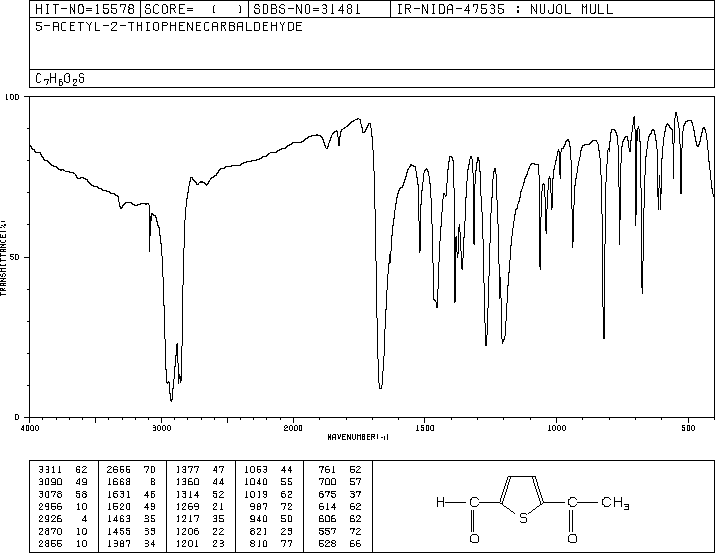 HIT-NO=15578 SCORE= ( ) SDBS-NO=31481 IR-NIDA-47535 : NUJOL MULL
5-ACETYL-2-THIOPHENECARBALDEHYDE
C7H6O2S
100
50
0
TRANSMITTANCE(%)
4000 3000 2000 1500 1000 500
WAVENUMBER(-1)
3311 62 2666 70 1377 47 1063 44 761 52
3090 49 1668 8 1360 44 1040 55 700 57
3078 58 1631 46 1314 52 1019 62 675 37
2956 10 1520 49 1269 21 987 72 614 62
2926 4 1463 35 1217 35 940 50 606 62
2870 10 1455 33 1206 22 821 23 557 72
2855 10 1387 34 1201 23 810 77 528 66
H C S C CH3
O O